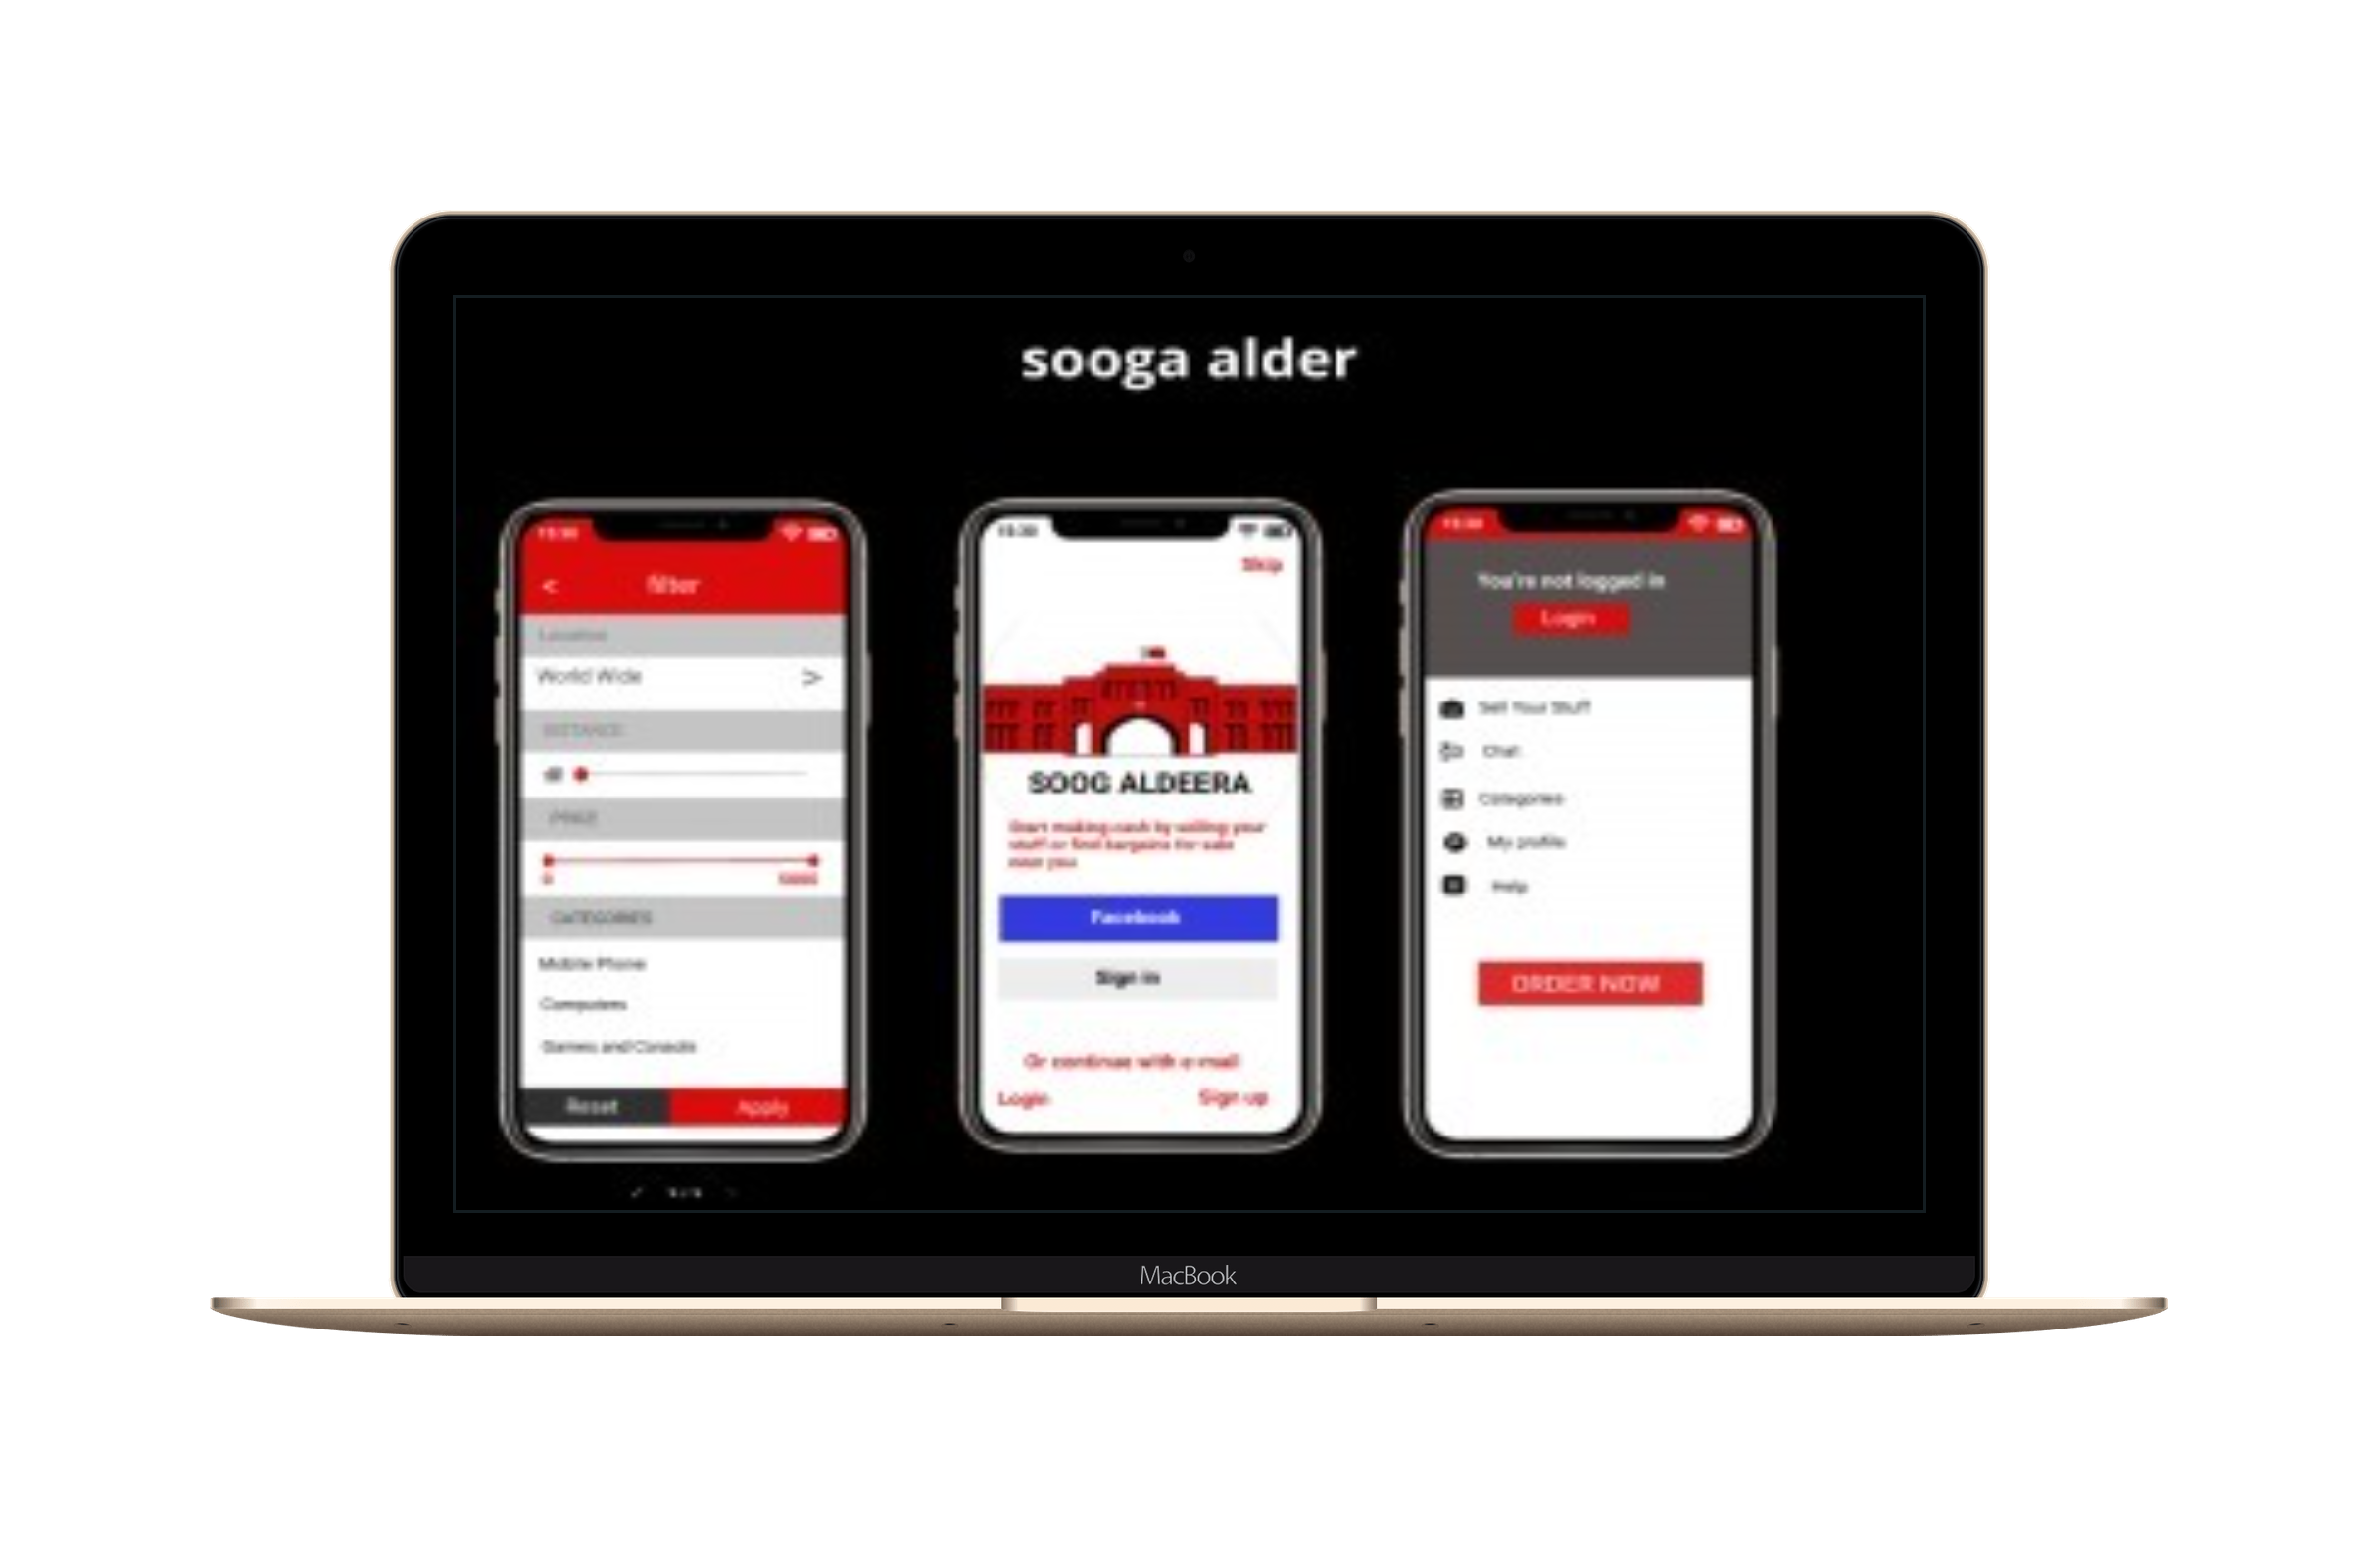 sooga alder
15:30
<
filter
Location
World Wide
>
DISTANCE
PRICE
0
CATEGORIES
Mobile Phone
Computers
Games and Consols
Reset
Apply
15:30
Skip
SOOG ALDEERA
Start making cash by selling your
stuff or find bargains for sale
near you
Facebook
Sign in
Or continue with e-mail
Login
Sign up
15:30
You're not logged in
Login
Sell Your Stuff
Chat
Categories
My profile
Help
ORDER NOW
MacBook